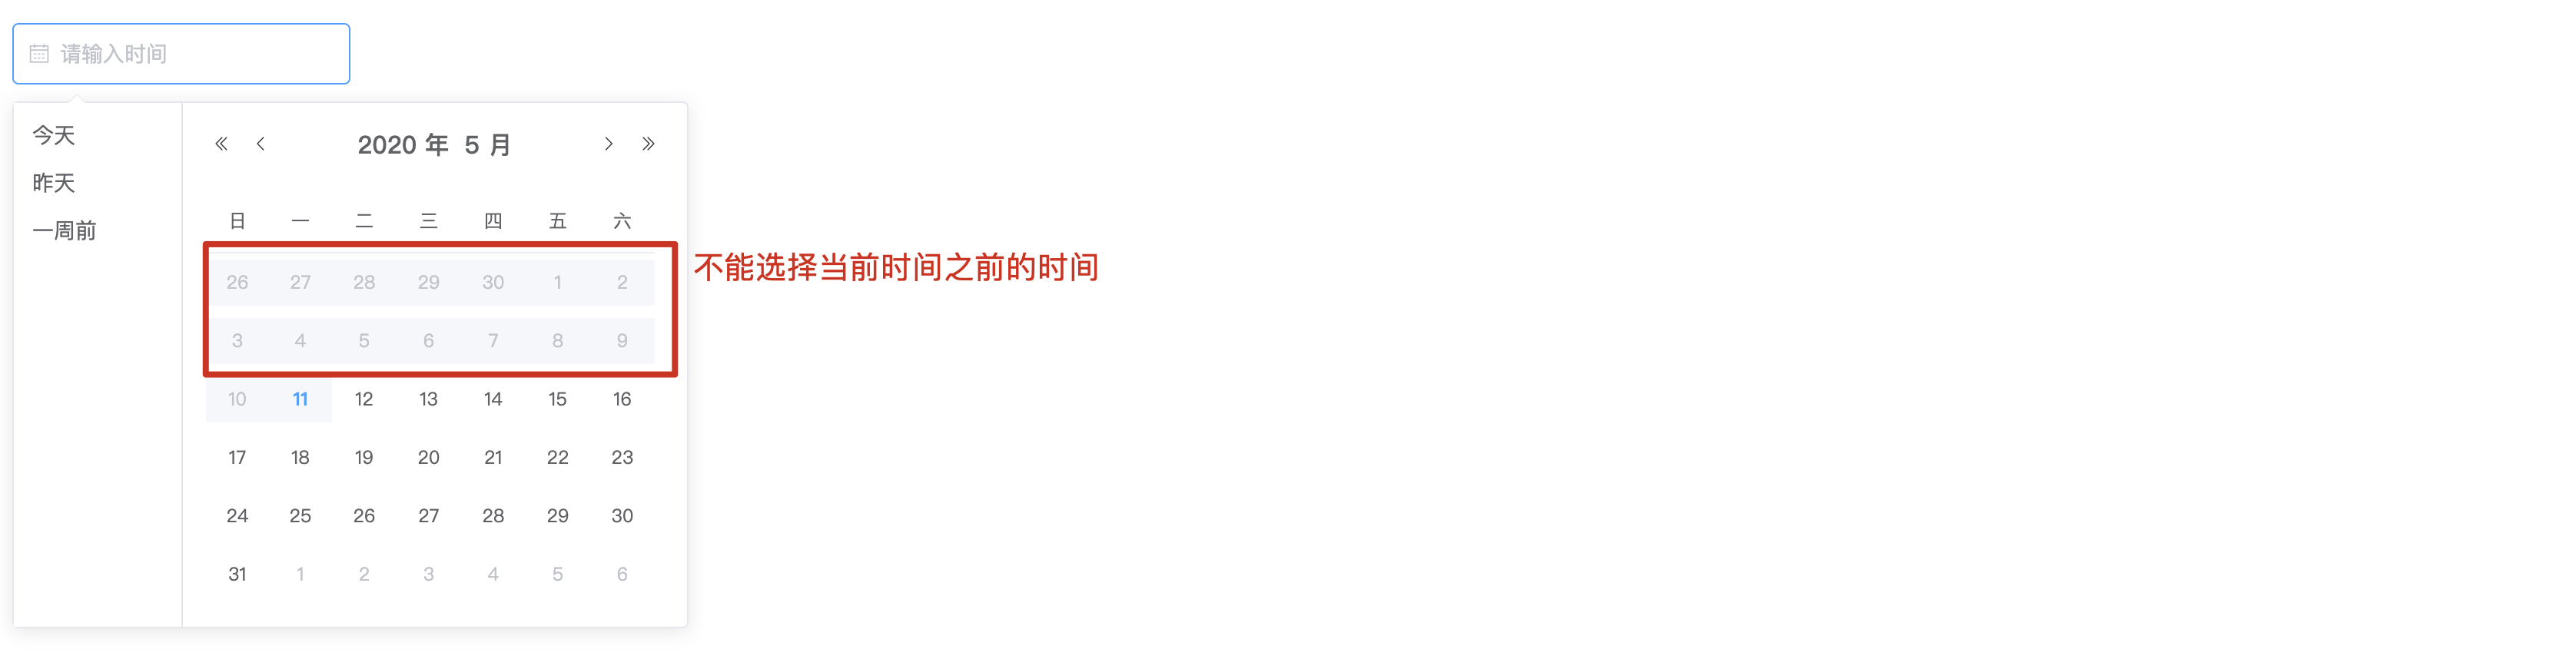 请输入时间
今天
昨天
一周前
2020 年 5 月
日 一 二 三 四 五 六
26 27 28 29 30 1 2
不能选择当前时间之前的时间
3 4 5 6 7 8 9
10 11 12 13 14 15 16
17 18 19 20 21 22 23
24 25 26 27 28 29 30
31 1 2 3 4 5 6